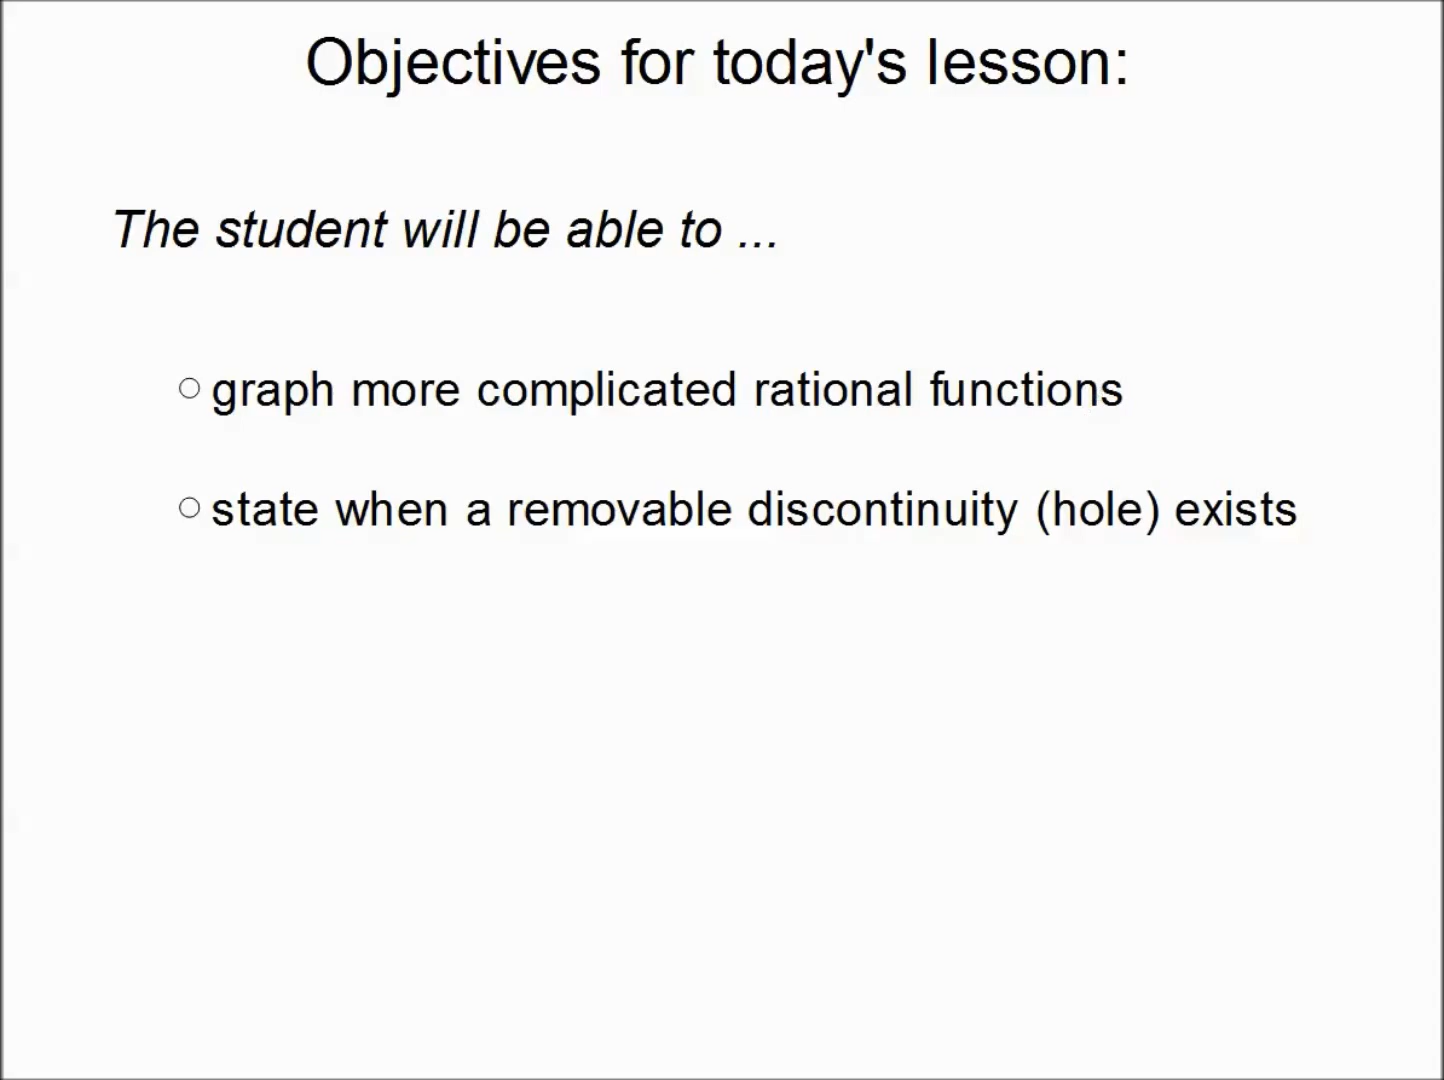 Objectives for today's lesson:
The student will be able to ...
○ graph more complicated rational functions
○ state when a removable discontinuity (hole) exists